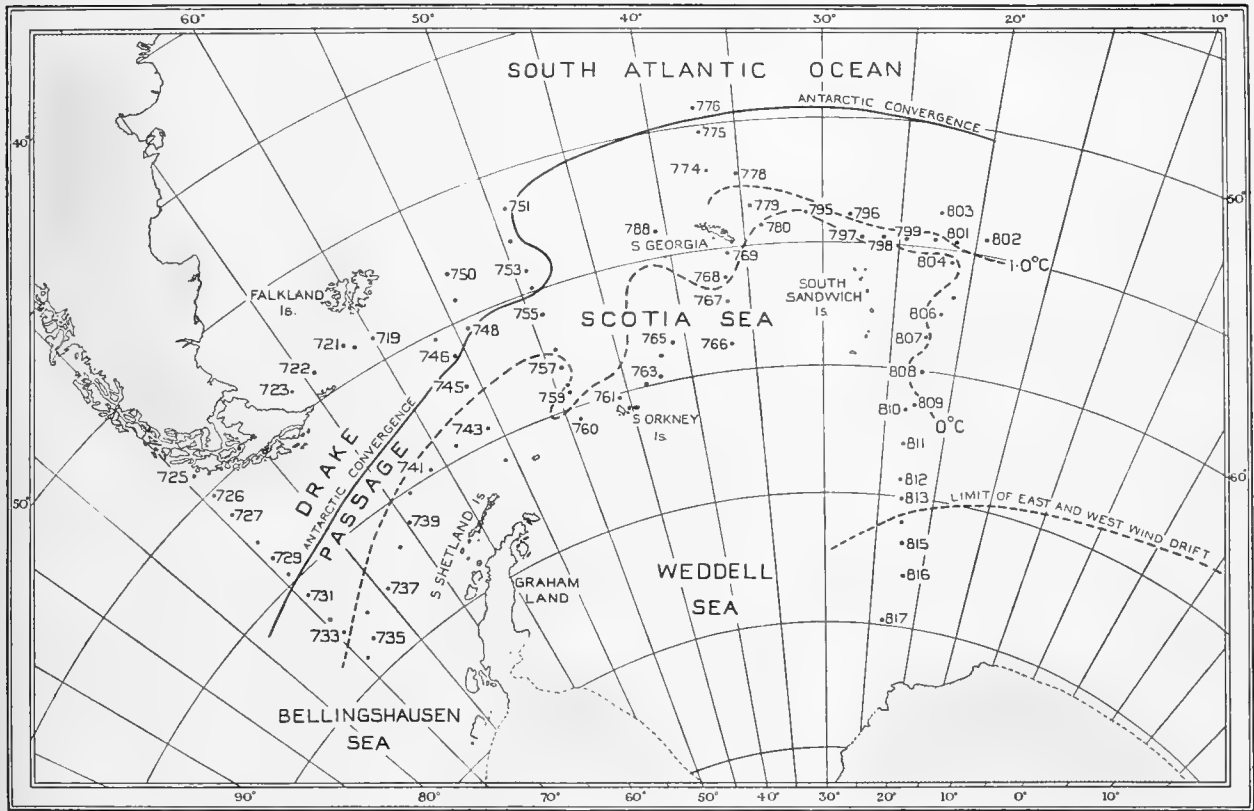 60° 50° 40° 30° 20° 10°
SOUTH ATLANTIC OCEAN
ANTARCTIC CONVERGENCE
776
775
40°
774
778
50°
751
779
795
796
803
788
S GEORGIA
780
797
798
799
801
802
753
769
804
1·0°C
750
768
FALKLAND
Is.
767
SOUTH
SANDWICH
Is.
755
806
SCOTIA SEA
748
719
721
746
765
766
807
722
757
763
808
723
745
759
761
S ORKNEY
Is.
810
809
0°C
760
743
811
DRAKE
PASSAGE
ANTARCTIC CONVERGENCE
741
725
812
60°
726
813
LIMIT OF EAST AND WEST WIND DRIFT
50°
727
739
815
729
S SHETLAND Is
WEDDELL
SEA
816
GRAHAM
LAND
737
731
817
733
735
BELLINGSHAUSEN
SEA
90° 80° 70° 60° 50° 40° 30° 20° 10° 0° 10°